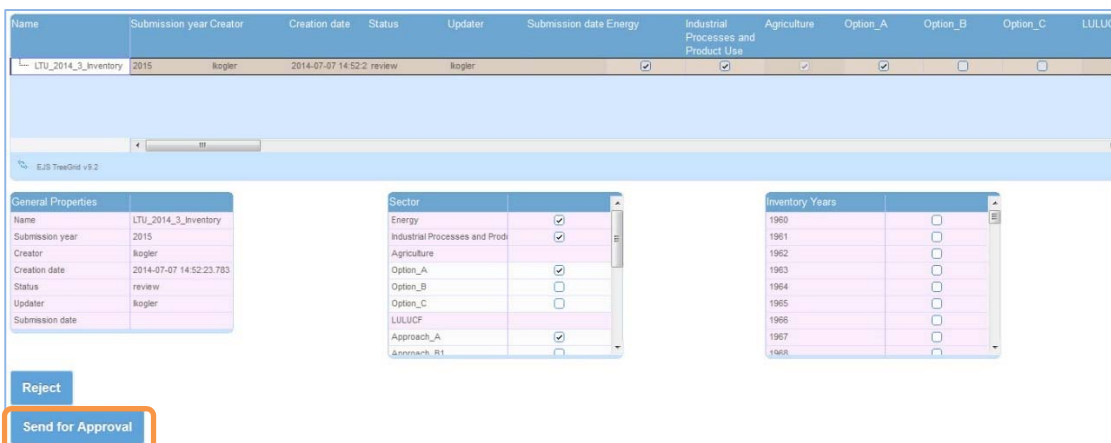 Name Submission year Creator Creation date Status Updater Submission date Energy Industrial Processes and Product Use Agriculture Option_A Option_B Option_C
LTU_2014_3_Inventory 2015 lkogler 2014-07-07 14:52:2 review lkogler
EJS TreeGrid v9.2
General Properties
Name LTU_2014_3_Inventory
Submission year 2015
Creator lkogler
Creation date 2014-07-07 14:52:23.783
Status review
Updater lkogler
Submission date
Sector
Energy
Industrial Processes and Prod
Agriculture
Option_A
Option_B
Option_C
LULUCF
Approach_A
Approach_B1
Inventory Years
1960
1961
1962
1963
1964
1965
1966
1967
1968
Reject
Send for Approval